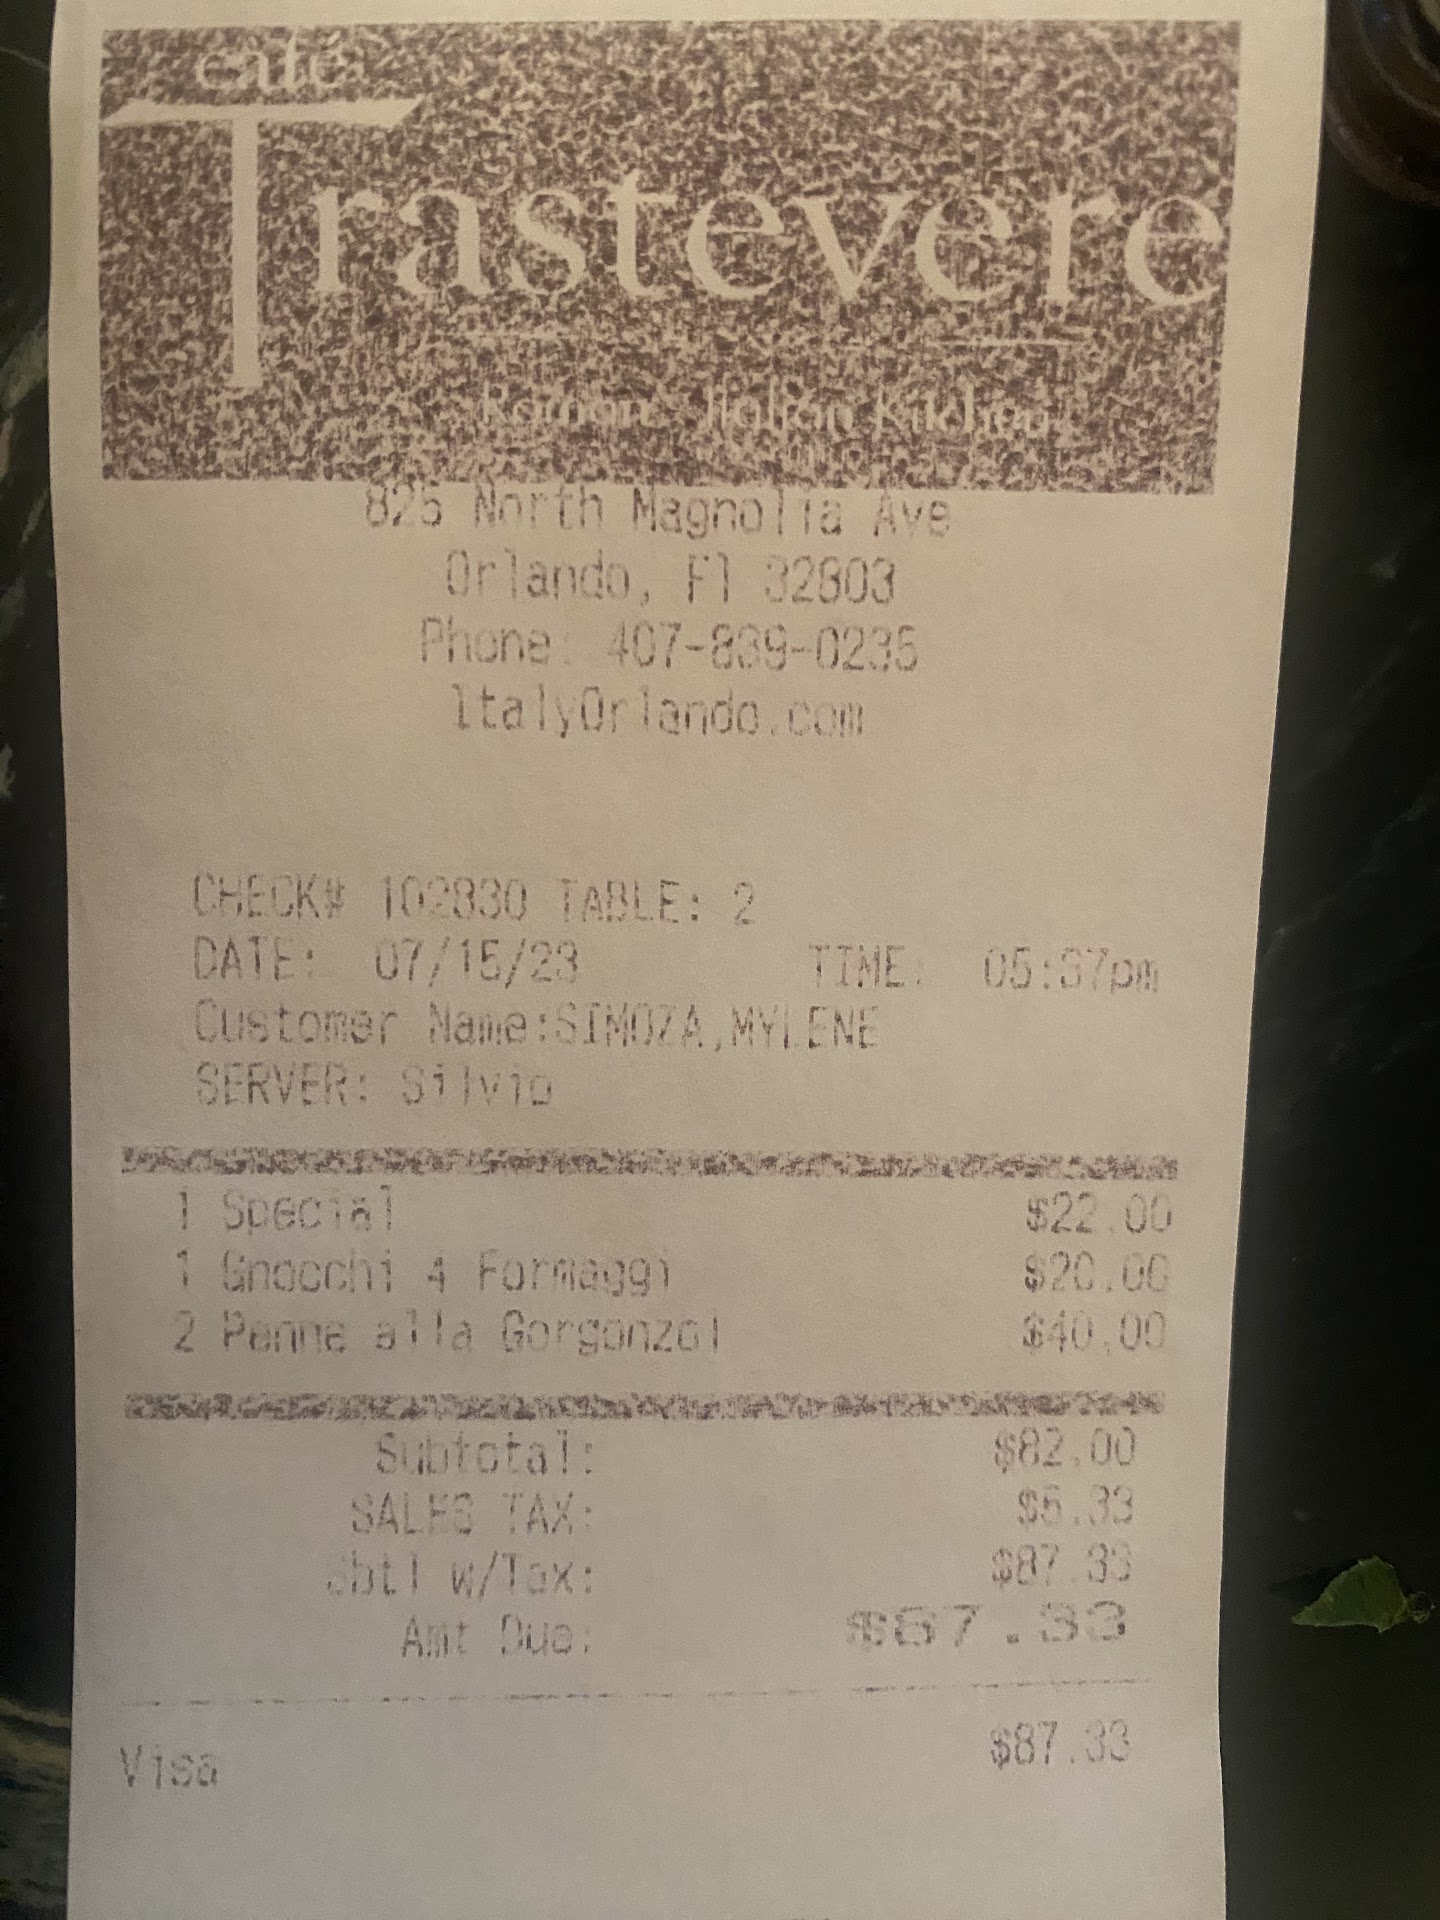 café
Trastevere
Roman Italian Kitchen
825 North Magnolia Ave
Orlando, Fl 32803
Phone: 407-839-0235
ItalyOrlando.com
CHECK# 102830 TABLE: 2
DATE: 07/15/23 TIME: 05:37pm
Customer Name:SIMOZA,MYLENE
SERVER: Silvio
1 Special $22.00
1 Gnocchi 4 Formaggi $20.00
2 Penne alla Gorgonzol $40.00
Subtotal: $82.00
SALES TAX: $5.33
Sbtl w/Tax: $87.33
Amt Due: $87.33
Visa $87.33